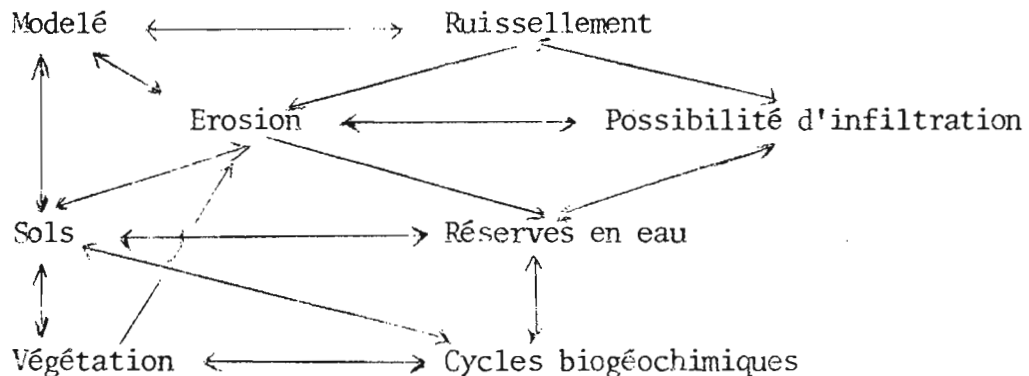 Modelé Ruissellement
Erosion Possibilité d'infiltration
Sols Réserves en eau
Végétation Cycles biogéochimiques